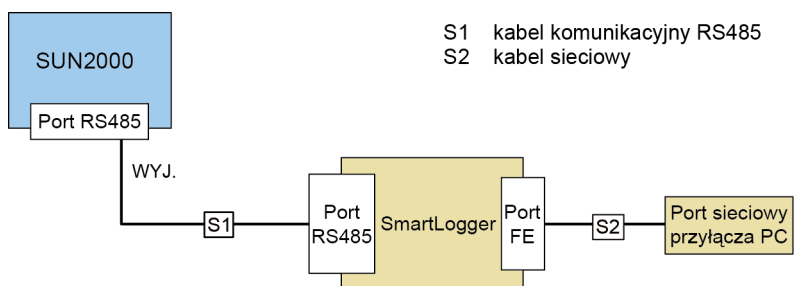 S1 kabel komunikacyjny RS485
S2 kabel sieciowy
SUN2000
Port RS485
WYJ.
S1
Port
RS485
SmartLogger
Port
FE
S2
Port sieciowy
przyłącza PC